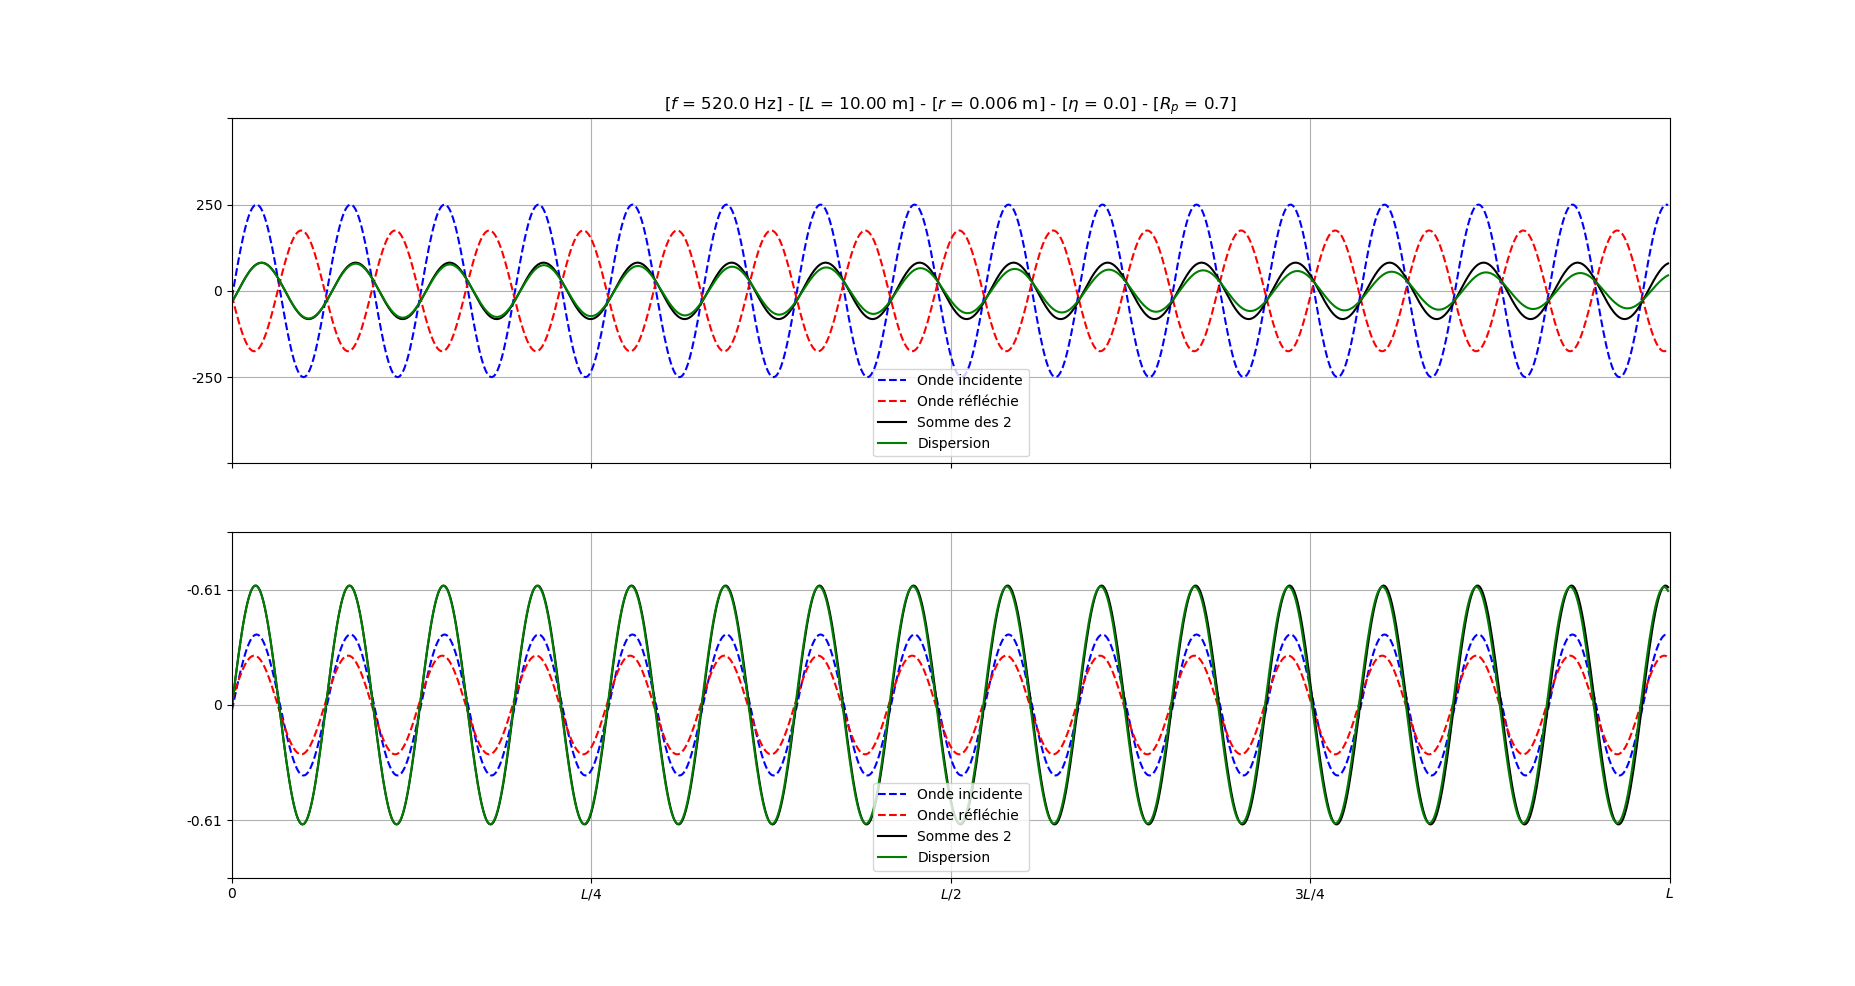 [f = 520.0 Hz] - [L = 10.00 m] - [r = 0.006 m] - [η = 0.0] - [Rₚ = 0.7]
250
0
-250
Onde incidente
Onde réfléchie
Somme des 2
Dispersion
-0.61
0
-0.61
Onde incidente
Onde réfléchie
Somme des 2
Dispersion
0 L/4 L/2 3L/4 L